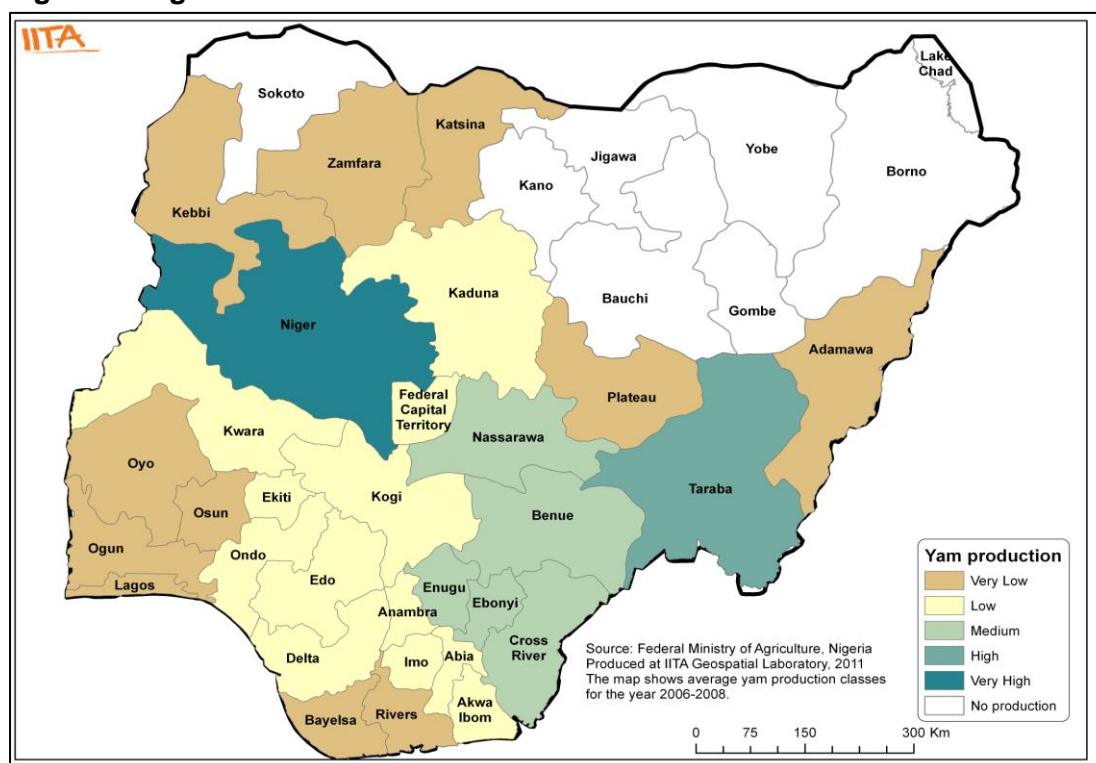 IITA
Sokoto
Lake
Chad
Katsina
Zamfara
Jigawa
Yobe
Kano
Borno
Kebbi
Kaduna
Bauchi
Gombe
Niger
Adamawa
Federal
Capital
Territory
Plateau
Kwara
Nassarawa
Oyo
Taraba
Ekiti
Kogi
Osun
Benue
Ogun
Ondo
Edo
Enugu
Lagos
Ebonyi
Anambra
Cross
River
Delta
Imo
Abia
Akwa
Ibom
Bayelsa
Rivers
Yam production
Very Low
Low
Medium
High
Very High
No production
Source: Federal Ministry of Agriculture, Nigeria
Produced at IITA Geospatial Laboratory, 2011
The map shows average yam production classes
for the year 2006-2008.
0 75 150 300 Km